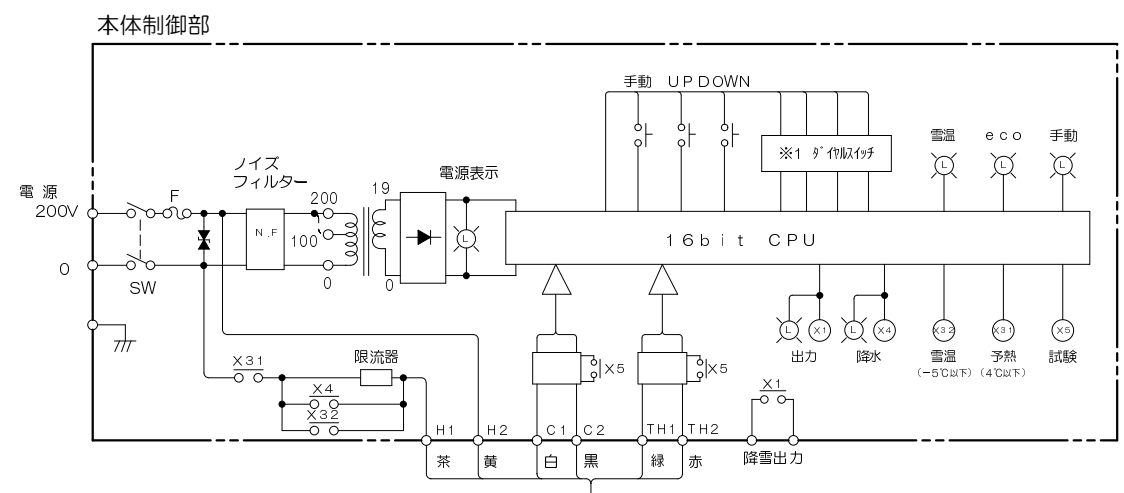 本体制御部
手動 UP DOWN
雪温 eco 手動
※1 ダイヤルスイッチ
L L L
ノイズ
フィルター
電源表示
電源
200V
F
200
19
N.F
100
L
16bit CPU
0
SW
0
0
L X1 L X4 X32 X31 X5
出力 降水 雪温 予熱 試験
(−5℃以下) (4℃以下)
X31
限流器
X5 X5
X4
X1
X32
H1 H2 C1 C2 TH1 TH2
茶 黄 白 黒 緑 赤 降雪出力